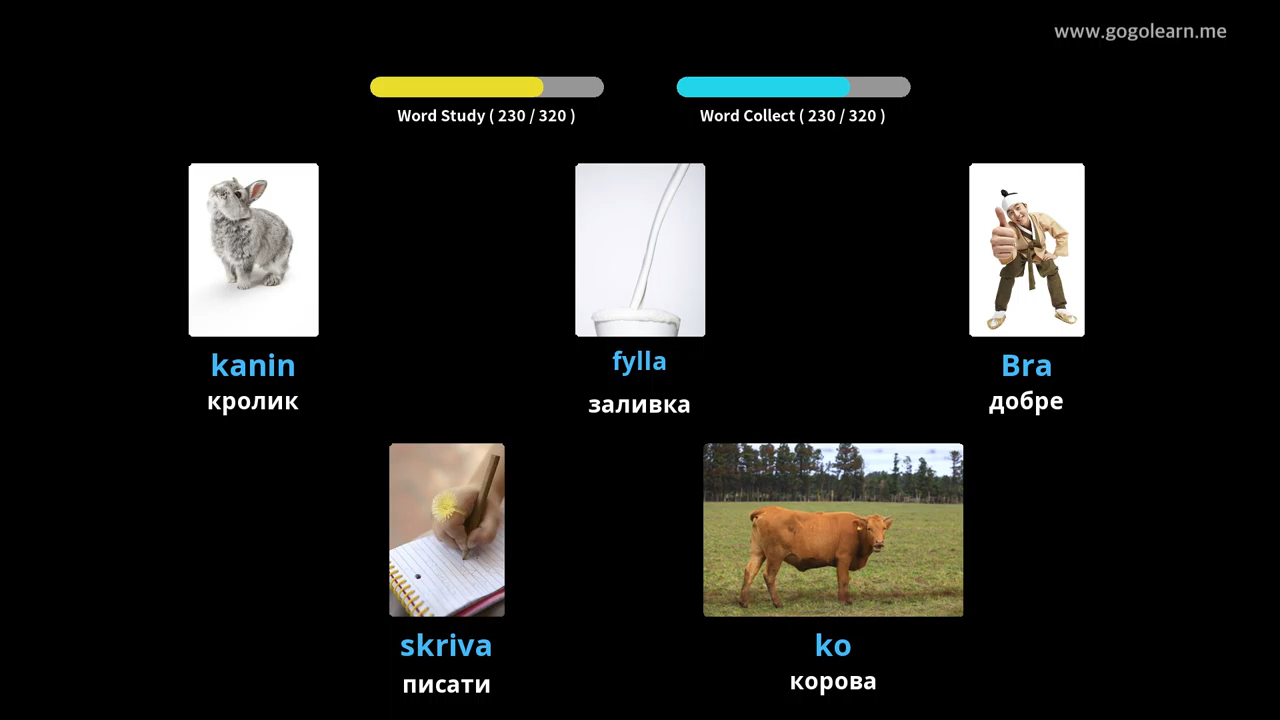 www.gogolearn.me
Word Study ( 230 / 320 )
Word Collect ( 230 / 320 )
kanin
кролик
fylla
заливка
Bra
добре
skriva
писати
ko
корова